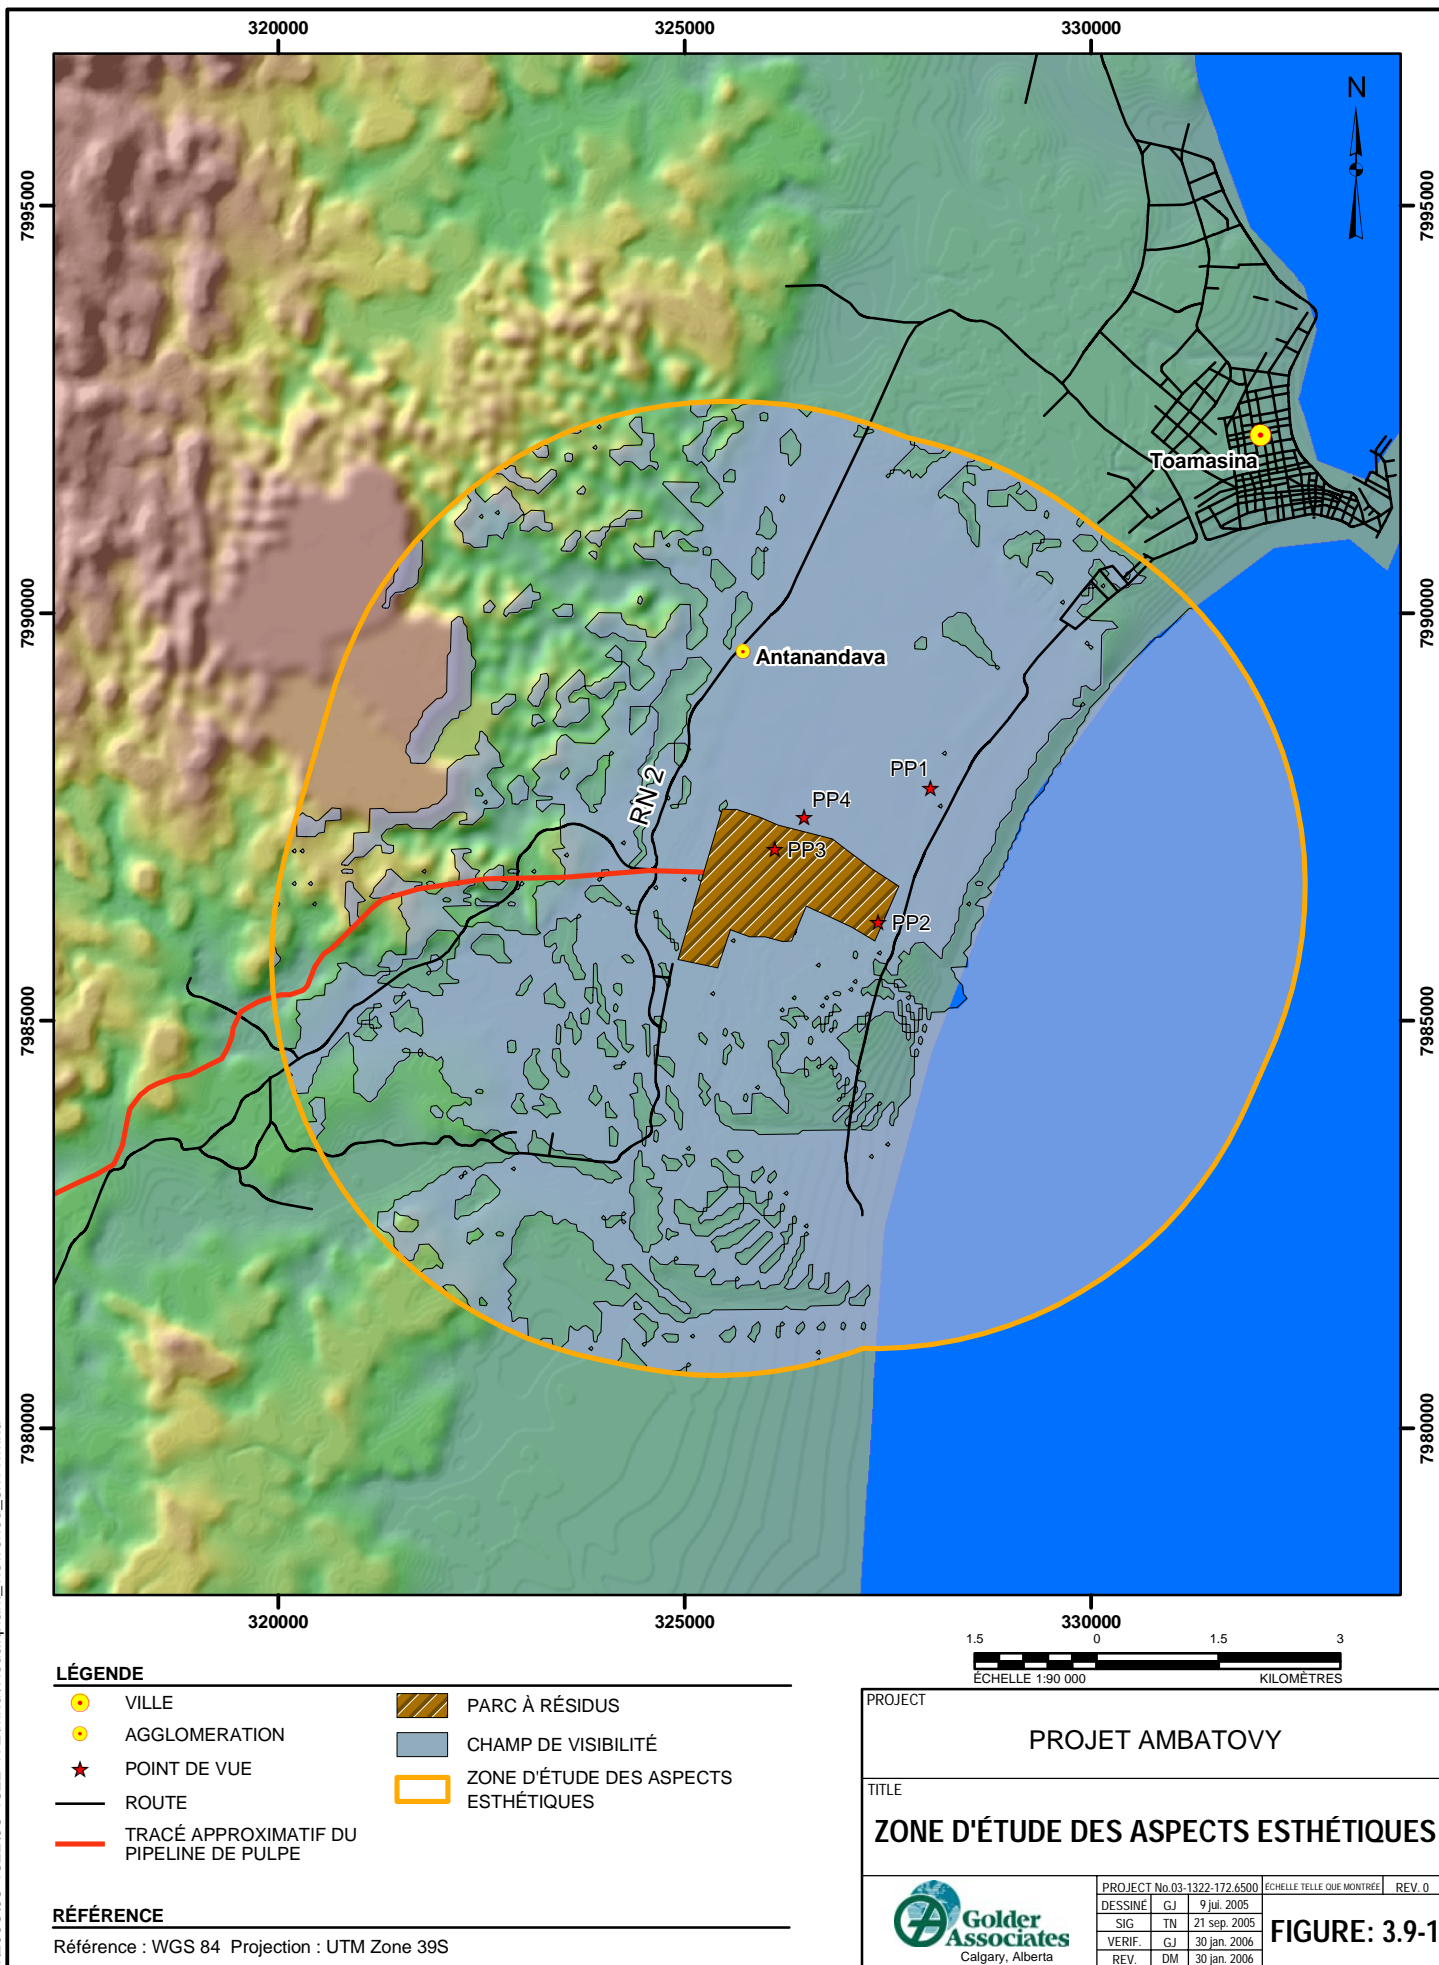 320000
325000
330000
N
7995000
7995000
Toamasina
7990000
7990000
Antanandava
RN 2
PP1
PP4
PP3
PP2
7985000
7985000
7980000
7980000
320000
325000
330000
1.5
0
1.5
3
ÉCHELLE 1:90 000
KILOMÈTRES
LÉGENDE
VILLE
AGGLOMERATION
POINT DE VUE
ROUTE
TRACÉ APPROXIMATIF DU
PIPELINE DE PULPE
PARC À RÉSIDUS
CHAMP DE VISIBILITÉ
ZONE D'ÉTUDE DES ASPECTS
ESTHÉTIQUES
RÉFÉRENCE
Référence : WGS 84 Projection : UTM Zone 39S
PROJECT
PROJET AMBATOVY
TITLE
ZONE D'ÉTUDE DES ASPECTS ESTHÉTIQUES
Golder
Associates
Calgary, Alberta
PROJECT No.03-1322-172.6500
ÉCHELLE TELLE QUE MONTRÉE
REV. 0
DESSINÉ GJ 9 jui. 2005
SIG TN 21 sep. 2005
VERIF. GJ 30 jan. 2006
REV. DM 30 jan. 2006
FIGURE: 3.9-1